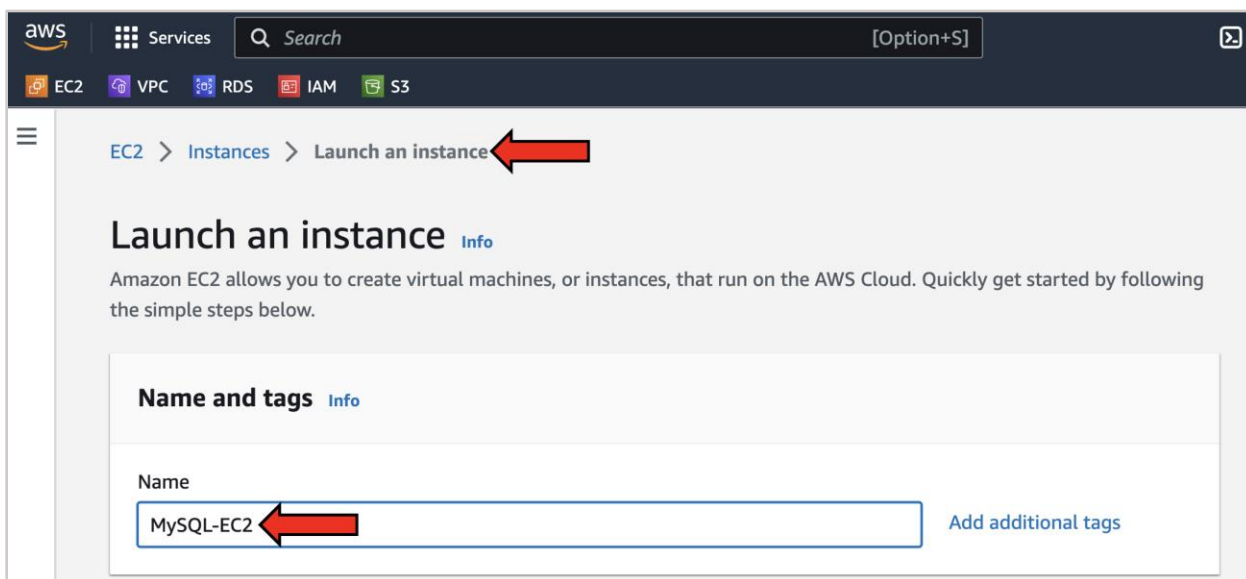 aws Services Search [Option+S]
EC2 VPC RDS IAM S3
EC2 > Instances > Launch an instance
Launch an instance Info
Amazon EC2 allows you to create virtual machines, or instances, that run on the AWS Cloud. Quickly get started by following
the simple steps below.
Name and tags Info
Name
MySQL-EC2 Add additional tags